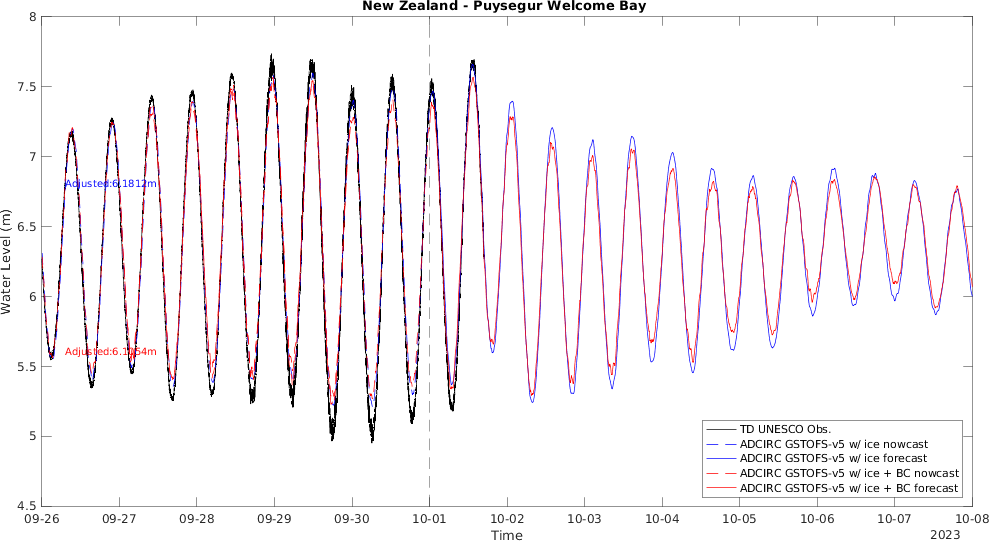 New Zealand - Puysegur Welcome Bay
8
7.5
7
6.5
6
5.5
5
4.5
Water Level (m)
Adjusted:6.1812m
09-26
09-27
09-28
09-29
09-30
10-01
10-02
10-03
10-04
10-05
10-06
10-07
10-08
Time
2023
TD UNESCO Obs.
ADCIRC GSTOFS-v5 w/ ice nowcast
ADCIRC GSTOFS-v5 w/ ice forecast
ADCIRC GSTOFS-v5 w/ ice + BC nowcast
ADCIRC GSTOFS-v5 w/ ice + BC forecast